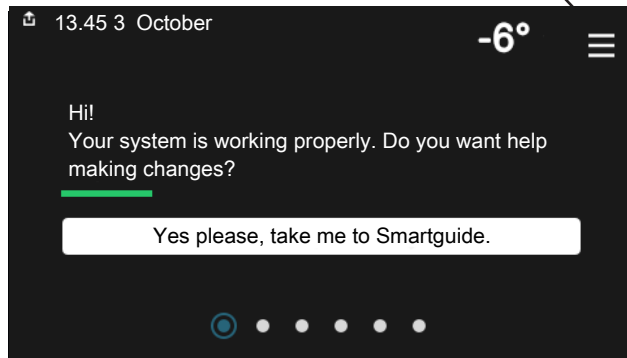 13.45 3 October
-6°
Hi!
Your system is working properly. Do you want help
making changes?
Yes please, take me to Smartguide.